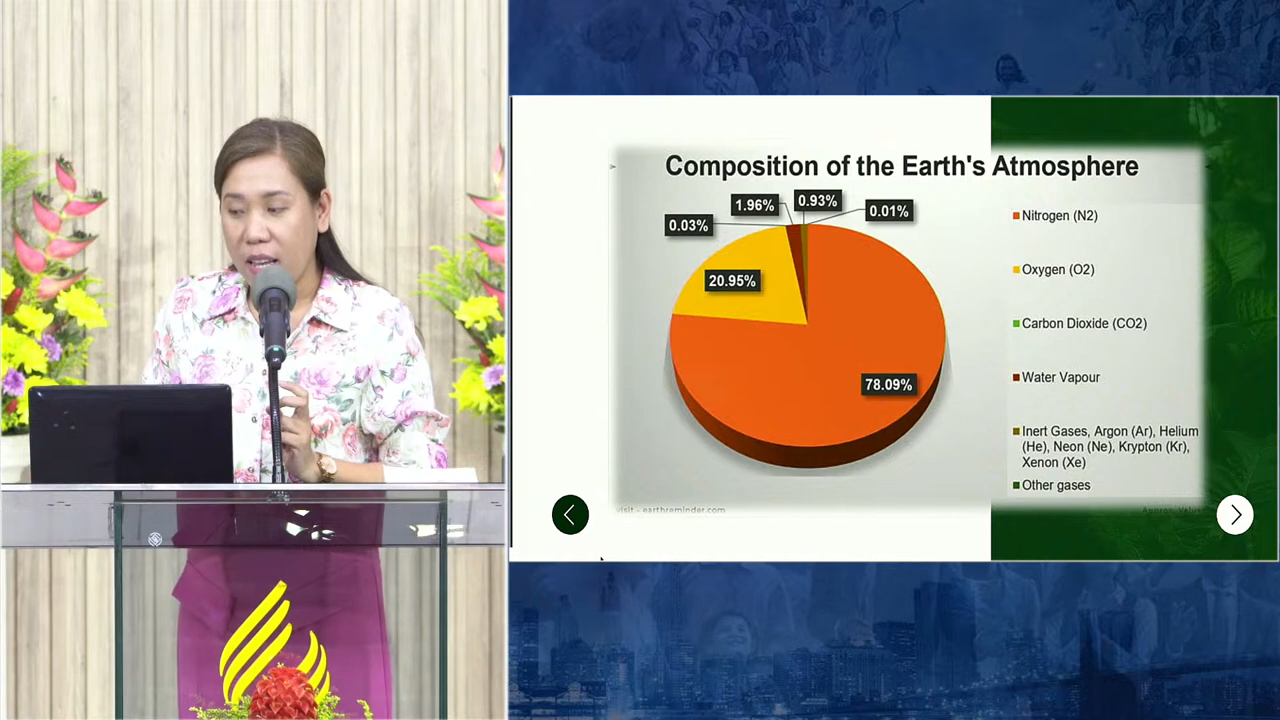 Composition of the Earth's Atmosphere
0.03%
1.96%
0.93%
0.01%
20.95%
78.09%
Nitrogen (N2)
Oxygen (O2)
Carbon Dioxide (CO2)
Water Vapour
Inert Gases, Argon (Ar), Helium
(He), Neon (Ne), Krypton (Kr),
Xenon (Xe)
Other gases
visit - earthreminder.com